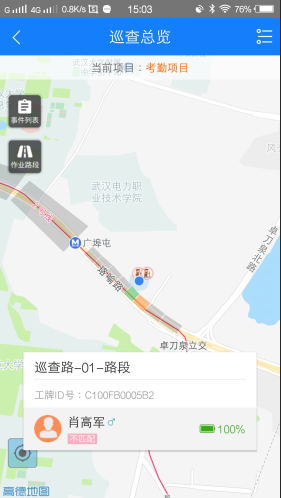 G 4G 0.8K/s 15:03 76%
巡查总览
当前项目：考勤项目
事件列表
作业路段
武汉电力职
业技术学院
广埠屯
珞喻路
卓刀泉北路
卓刀泉立交
大学
巡查路-01-路段
工牌ID号：C100FB0005B2
肖高军♂
不匹配
100%
高德地图